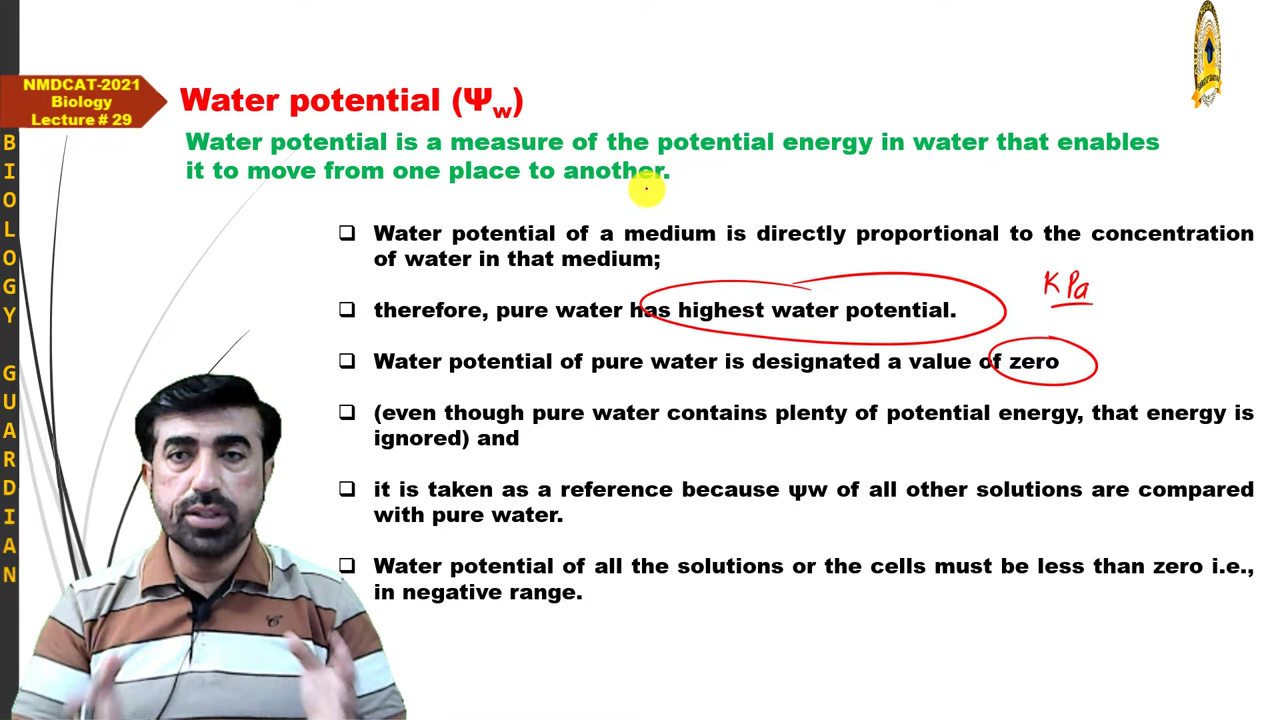 NMDCAT-2021
Biology
Lecture # 29
BIOLOGY GUARDIAN
Water potential (Ψw)
Water potential is a measure of the potential energy in water that enables
it to move from one place to another.
❑ Water potential of a medium is directly proportional to the concentration
of water in that medium;
❑ therefore, pure water has highest water potential.
KPa
❑ Water potential of pure water is designated a value of zero
❑ (even though pure water contains plenty of potential energy, that energy is
ignored) and
❑ it is taken as a reference because ψw of all other solutions are compared
with pure water.
❑ Water potential of all the solutions or the cells must be less than zero i.e.,
in negative range.